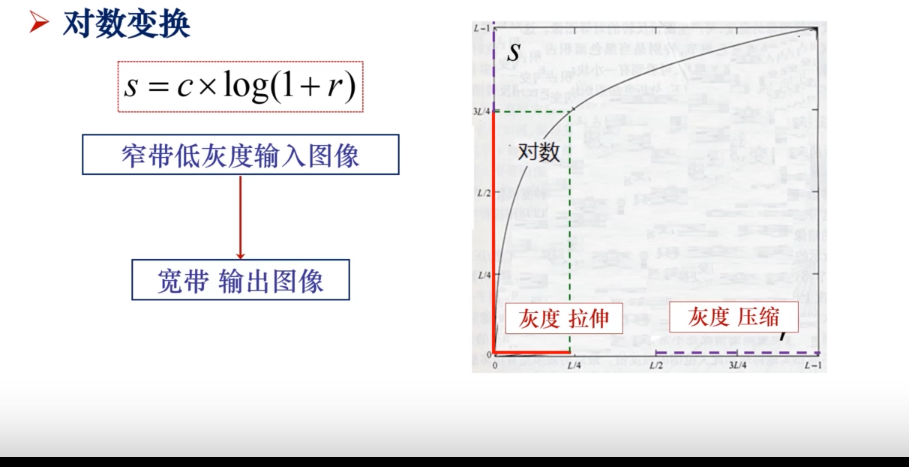 对数变换
s = c × log(1 + r)
窄带低灰度输入图像
宽带 输出图像
L-1
S
3L/4
对数
L/2
L/4
灰度 拉伸
灰度 压缩
0
0
L/4
L/2
3L/4
L-1